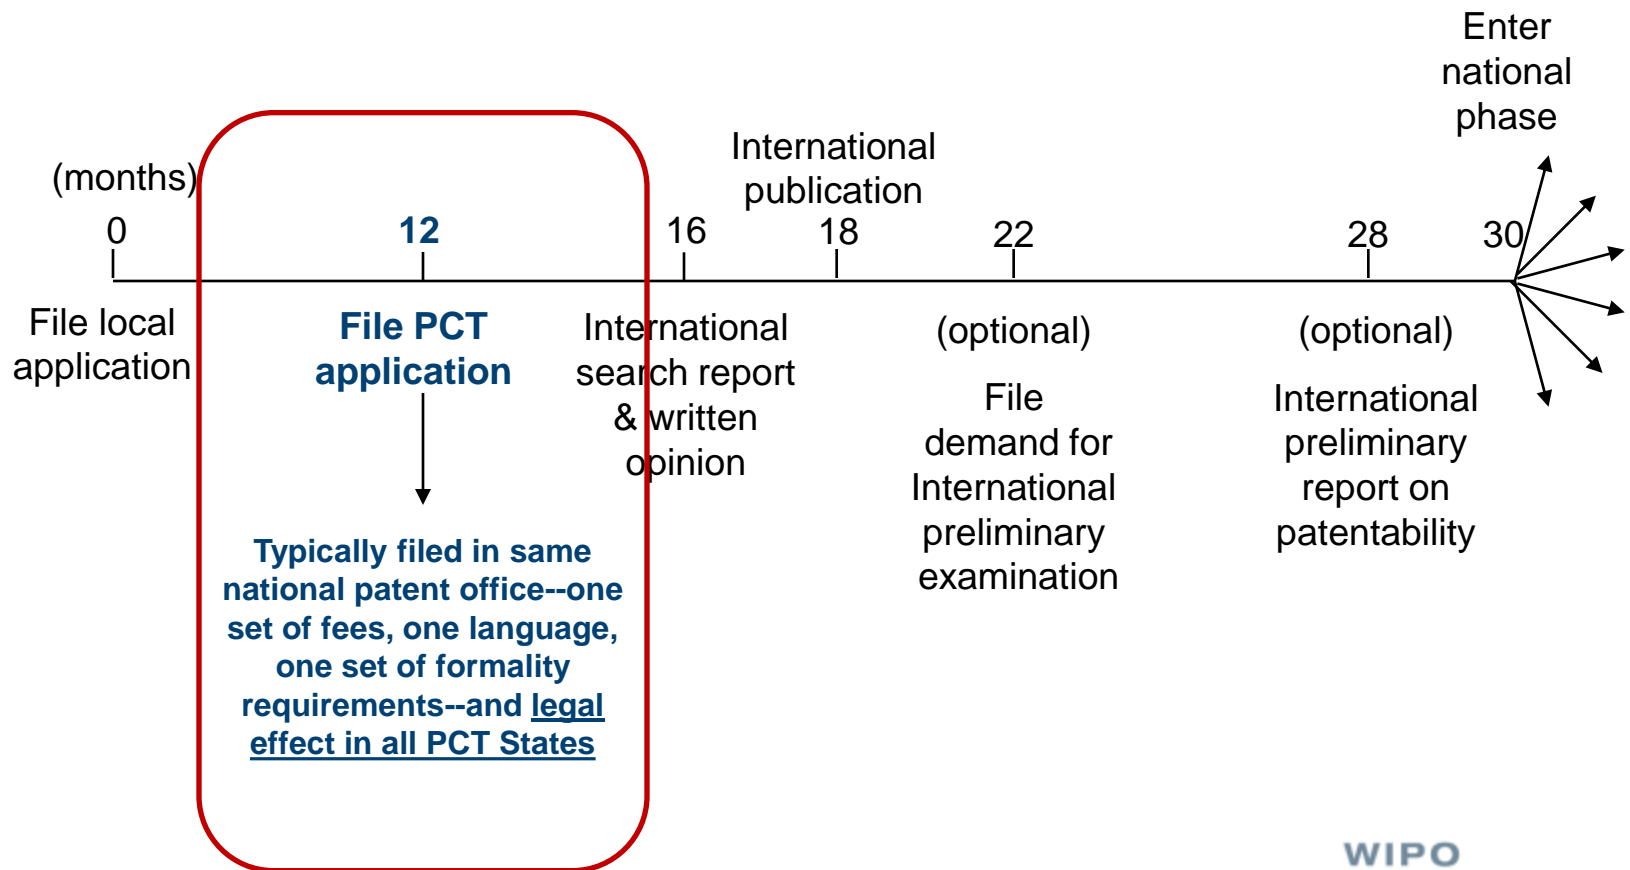 Enter
national
phase
International
publication
(months)
0
12
16
18
22
28
30
File local
application
File PCT
application
International
search report
& written
opinion
(optional)
File
demand for
International
preliminary
examination
(optional)
International
preliminary
report on
patentability
Typically filed in same
national patent office--one
set of fees, one language,
one set of formality
requirements--and legal
effect in all PCT States
WIPO